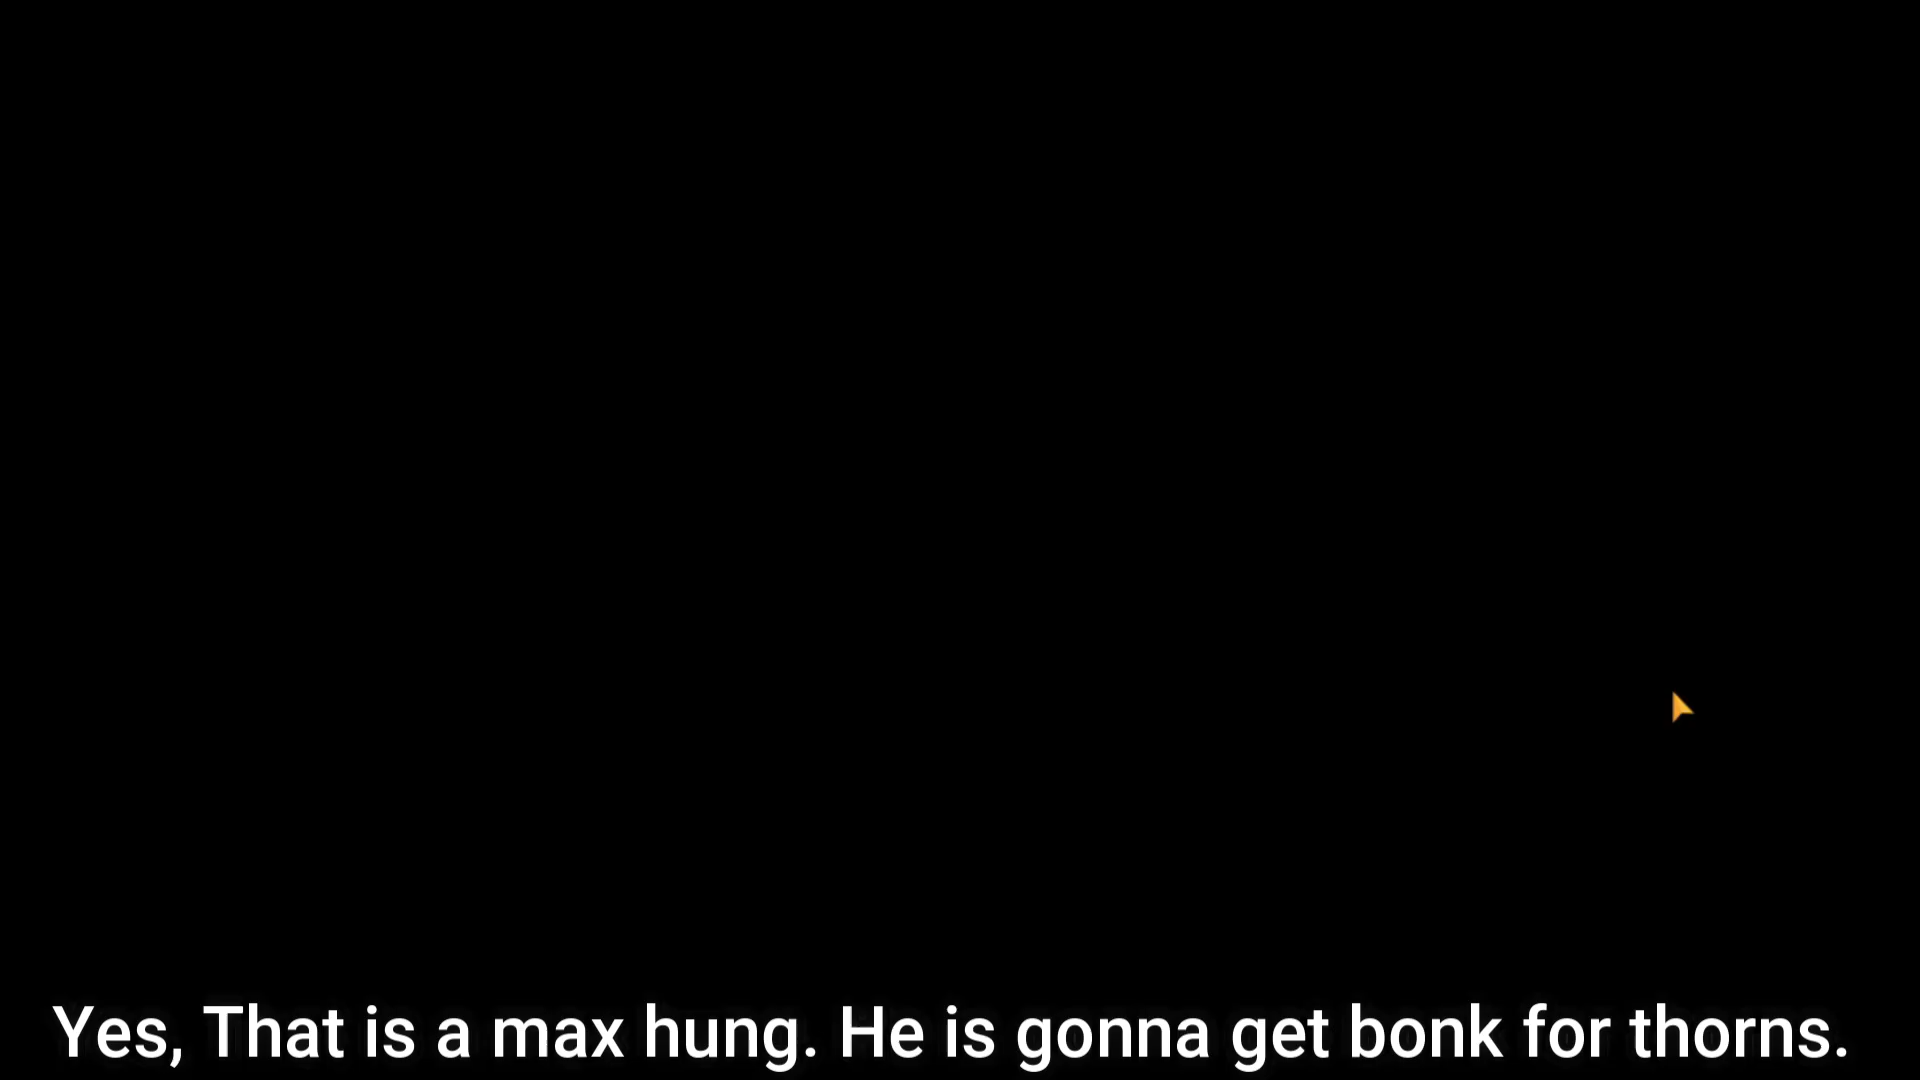 Yes, That is a max hung. He is gonna get bonk for thorns.